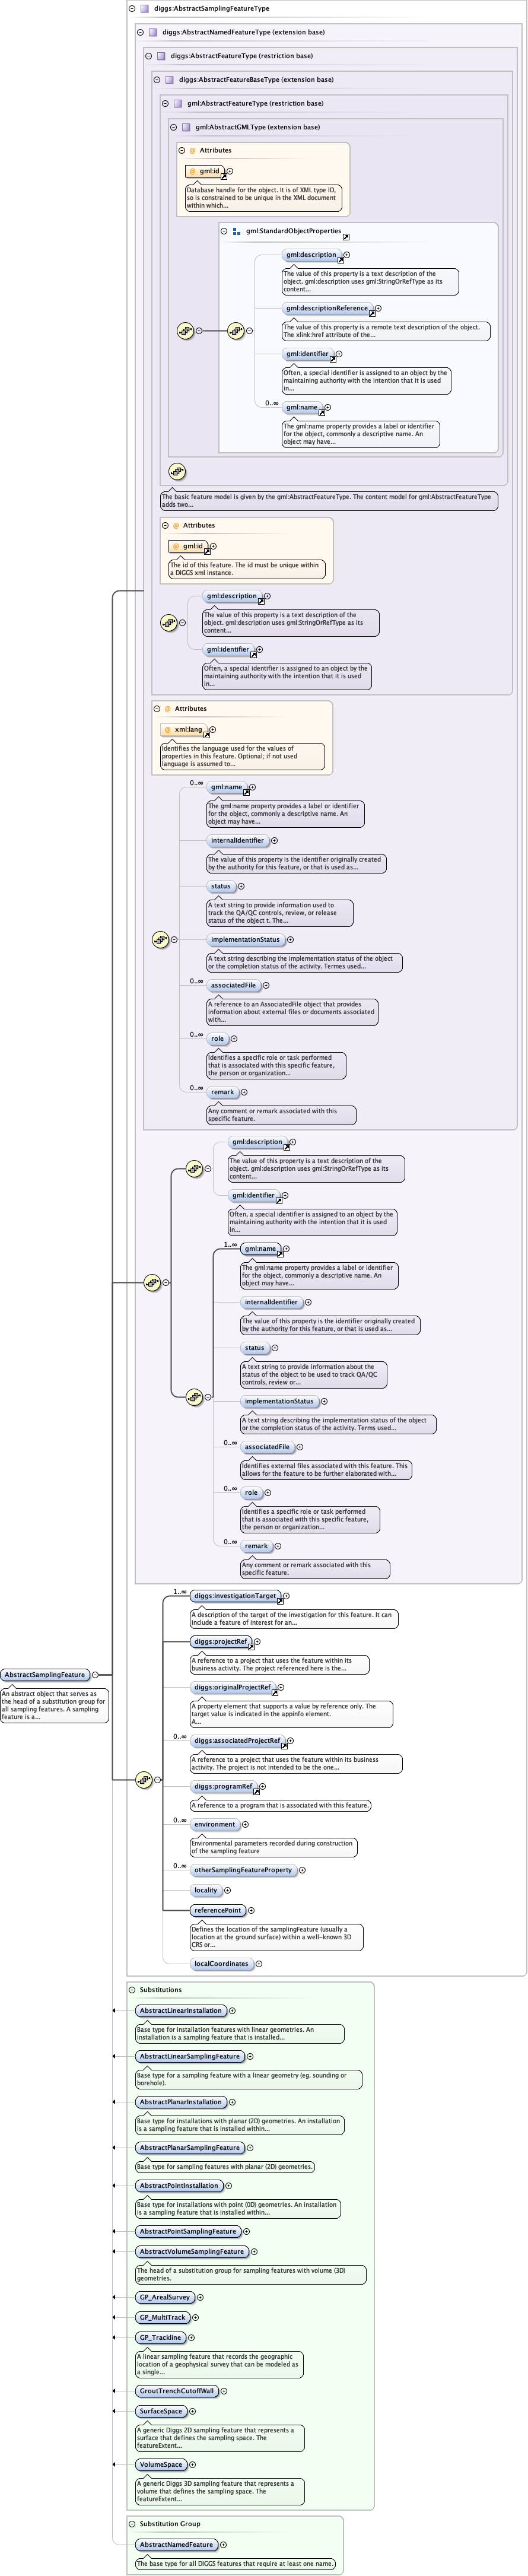 diggs:AbstractSamplingFeatureType
diggs:AbstractNamedFeatureType (extension base)
diggs:AbstractFeatureType (restriction base)
diggs:AbstractFeatureBaseType (extension base)
gml:AbstractFeatureType (restriction base)
gml:AbstractGMLType (extension base)
@ Attributes
gml:id
Database handle for the object. It is of XML type ID,
so is constrained to be unique in the XML document
within which...
gml:StandardObjectProperties
gml:description
The value of this property is a text description of the
object. gml:description uses gml:StringOrRefType as its
content...
gml:descriptionReference
The value of this property is a remote text description of the object.
The xlink:href attribute of the...
gml:identifier
Often, a special identifier is assigned to an object by the
maintaining authority with the intention that it is used
in...
0..∞
gml:name
The gml:name property provides a label or identifier
for the object, commonly a descriptive name. An
object may have...
The basic feature model is given by the gml:AbstractFeatureType. The content model for gml:AbstractFeatureType
adds two...
@ Attributes
gml:id
The id of this feature. The id must be unique within
a DIGGS xml instance.
gml:description
The value of this property is a text description of the
object. gml:description uses gml:StringOrRefType as its
content...
gml:identifier
Often, a special identifier is assigned to an object by the
maintaining authority with the intention that it is used
in...
@ Attributes
xml:lang
Identifies the language used for the values of
properties in this feature. Optional; if not used
language is assumed to...
0..∞
gml:name
The gml:name property provides a label or identifier
for the object, commonly a descriptive name. An
object may have...
internalIdentifier
The value of this property is the identifier originally created
by the authority for this feature, or that is used as...
status
A text string to provide information used to
track the QA/QC controls, review, or release
status of the object t. The...
implementationStatus
A text string describing the implementation status of the object
or the completion status of the activity. Termes used...
0..∞
associatedFile
A reference to an AssociatedFile object that provides
information about external files or documents associated
with...
0..∞
role
Identifies a specific role or task performed
that is associated with this specific feature,
the person or organization...
0..∞
remark
Any comment or remark associated with this
specific feature.
gml:description
The value of this property is a text description of the
object. gml:description uses gml:StringOrRefType as its
content...
gml:identifier
Often, a special identifier is assigned to an object by the
maintaining authority with the intention that it is used
in...
1..∞
gml:name
The gml:name property provides a label or identifier
for the object, commonly a descriptive name. An
object may have...
internalIdentifier
The value of this property is the identifier originally created
by the authority for this feature, or that is used as...
status
A text string to provide information about the
status of the object to be used to track QA/QC
controls, review or...
implementationStatus
A text string describing the implementation status of the object
or the completion status of the activity. Terms used...
0..∞
associatedFile
Identifies external files associated with this feature. This
allows for the feature to be further elaborated with...
0..∞
role
Identifies a specific role or task performed
that is associated with this specific feature,
the person or organization...
0..∞
remark
Any comment or remark associated with this
specific feature.
1..∞
diggs:investigationTarget
A description of the target of the investigation for this feature. It can
include a feature of interest for an...
diggs:projectRef
A reference to a project that uses the feature within its
business activity. The project referenced here is the...
diggs:originalProjectRef
A property element that supports a value by reference only. The
target value is indicated in the appinfo element.
A...
0..∞
diggs:associatedProjectRef
A reference to a project that uses the feature within its business
activity. The project is not intended to be the one...
diggs:programRef
A reference to a program that is associated with this feature.
0..∞
environment
Environmental parameters recorded during construction
of the sampling feature
0..∞
otherSamplingFeatureProperty
locality
referencePoint
Defines the location of the samplingFeature (usually a
location at the ground surface) within a well-known 3D
CRS or...
localCoordinates
AbstractSamplingFeature
An abstract object that serves as
the head of a substitution group for
all sampling features. A sampling
feature is a...
Substitutions
AbstractLinearInstallation
Base type for installation features with linear geometries. An
installation is a sampling feature that is installed...
AbstractLinearSamplingFeature
Base type for a sampling feature with a linear geometry (eg. sounding or
borehole).
AbstractPlanarInstallation
Base type for installations with planar (2D) geometries. An installation
is a sampling feature that is installed within...
AbstractPlanarSamplingFeature
Base type for sampling features with planar (2D) geometries.
AbstractPointInstallation
Base type for installations with point (0D) geometries. An installation
is a sampling feature that is installed within...
AbstractPointSamplingFeature
AbstractVolumeSamplingFeature
The head of a substitution group for sampling features with volume (3D)
geometries.
GP_ArealSurvey
GP_MultiTrack
GP_Trackline
A linear sampling feature that records the geographic
location of a geophysical survey that can be modeled as
a single...
GroutTrenchCutoffWall
SurfaceSpace
A generic Diggs 2D sampling feature that represents a
surface that defines the sampling space. The
featureExtent...
VolumeSpace
A generic Diggs 3D sampling feature that represents a
volume that defines the sampling space. The
featureExtent...
Substitution Group
AbstractNamedFeature
The base type for all DIGGS features that require at least one name.